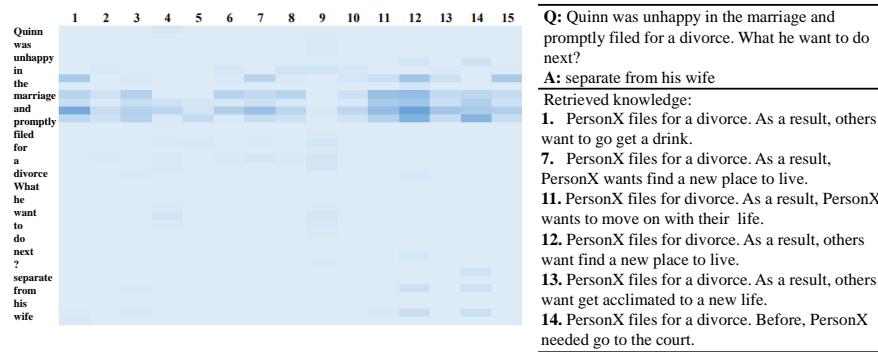 1 2 3 4 5 6 7 8 9 10 11 12 13 14 15
Quinn
was
unhappy
in
the
marriage
and
promptly
filed
for
a
divorce
What
he
want
to
do
next
?
separate
from
his
wife
Q: Quinn was unhappy in the marriage and
promptly filed for a divorce. What he want to do
next?
A: separate from his wife
Retrieved knowledge:
1. PersonX files for a divorce. As a result, others
want to go get a drink.
7. PersonX files for a divorce. As a result,
PersonX wants find a new place to live.
11. PersonX files for divorce. As a result, PersonX
wants to move on with their life.
12. PersonX files for divorce. As a result, others
want find a new place to live.
13. PersonX files for a divorce. As a result, others
want get acclimated to a new life.
14. PersonX files for a divorce. Before, PersonX
needed go to the court.